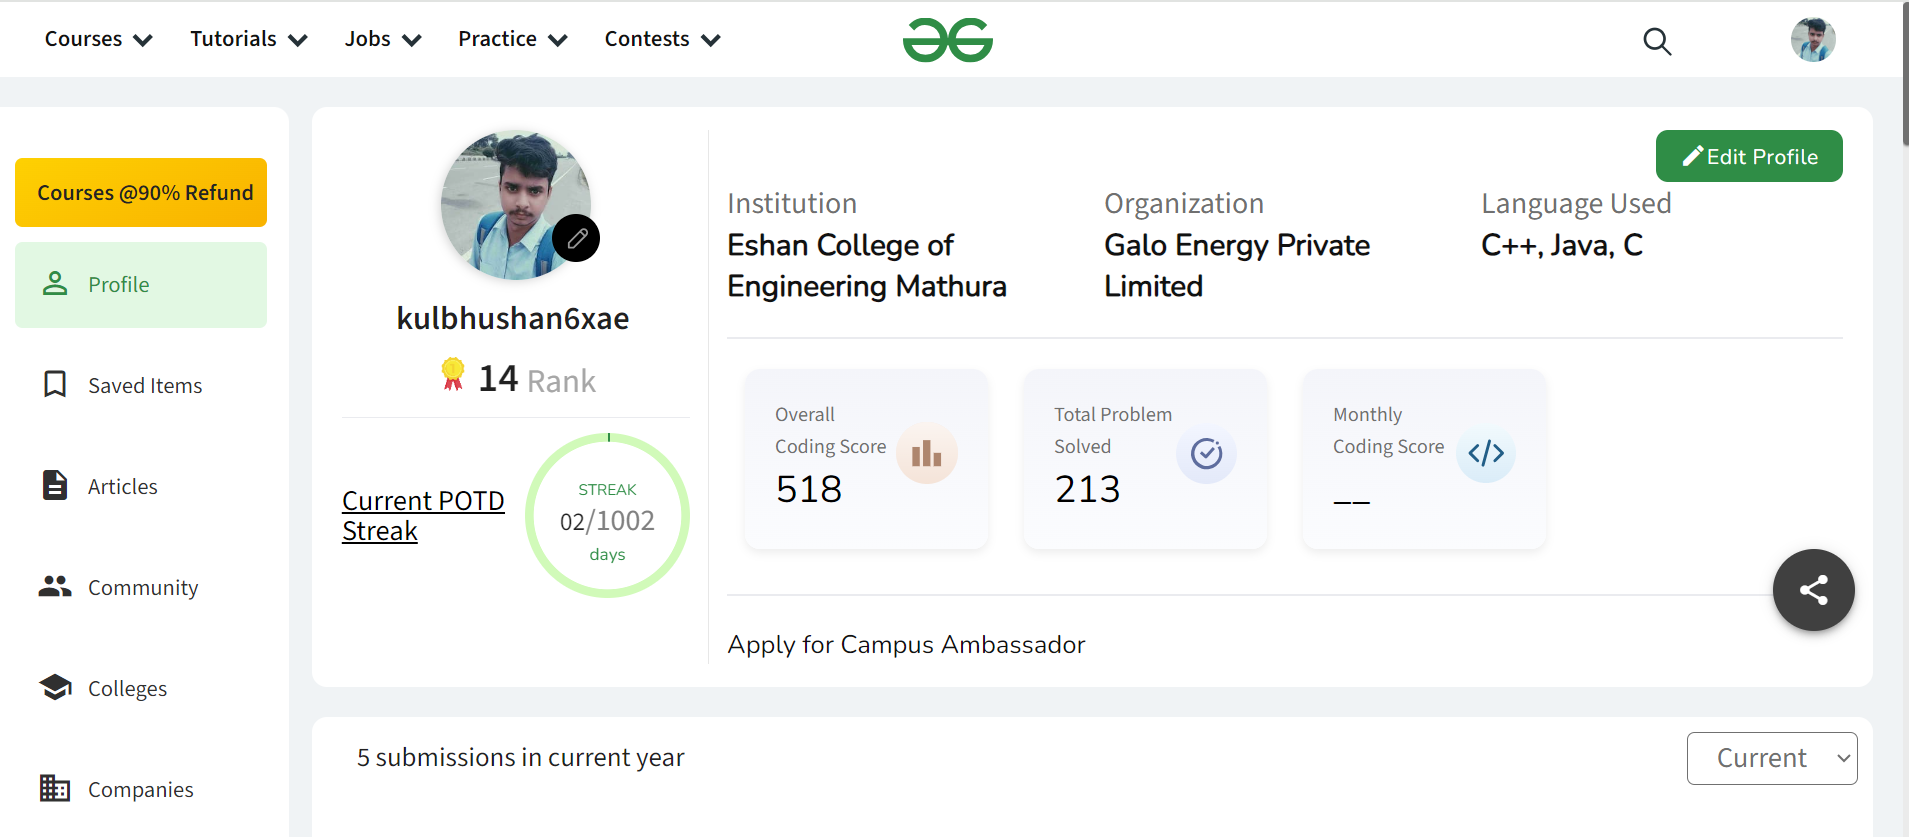 Courses Tutorials Jobs Practice Contests
Courses @90% Refund
Profile
Saved Items
Articles
Community
Colleges
Companies
kulbhushan6xae
14 Rank
Current POTD
Streak
STREAK
02/1002
days
Edit Profile
Institution
Eshan College of
Engineering Mathura
Organization
Galo Energy Private
Limited
Language Used
C++, Java, C
Overall
Coding Score
518
Total Problem
Solved
213
Monthly
Coding Score
__
Apply for Campus Ambassador
5 submissions in current year
Current